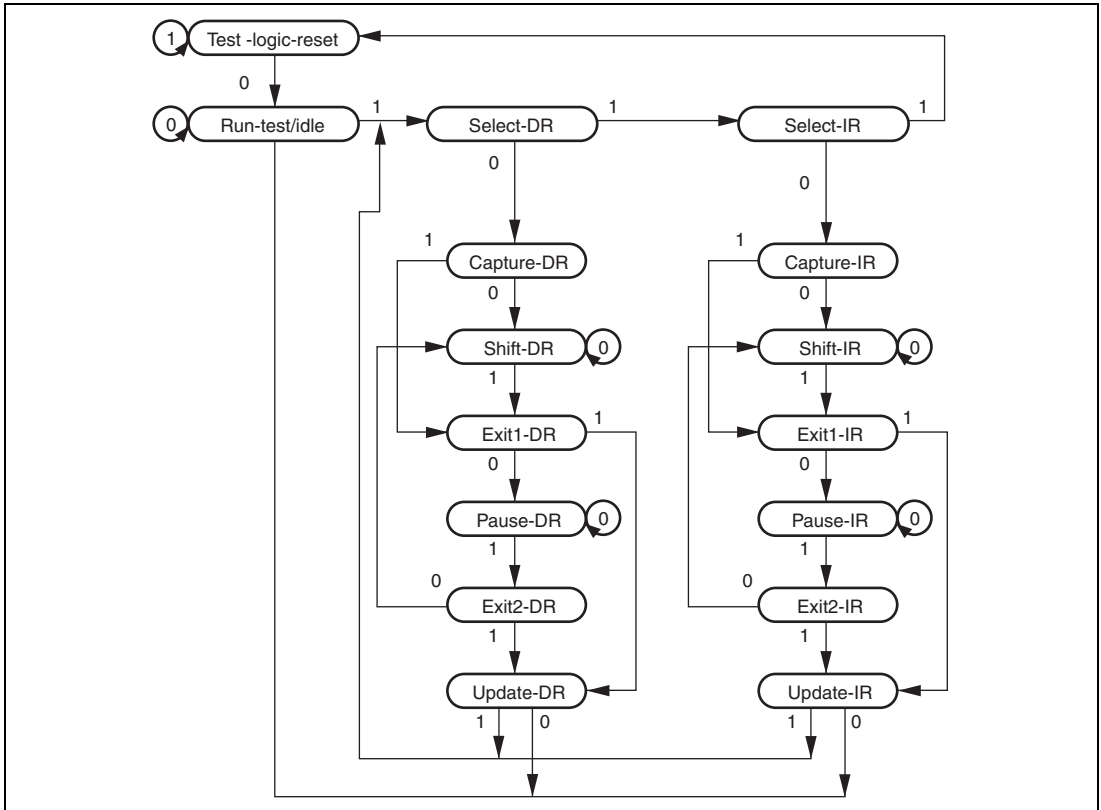 1 Test -logic-reset
0
0 Run-test/idle 1 Select-DR 1 Select-IR 1
0 0
1 Capture-DR 1 Capture-IR
0 0
Shift-DR 0 Shift-IR 0
1 1
Exit1-DR 1 Exit1-IR 1
0 0
Pause-DR 0 Pause-IR 0
1 1
0 Exit2-DR 0 Exit2-IR
1 1
Update-DR Update-IR
1 0 1 0